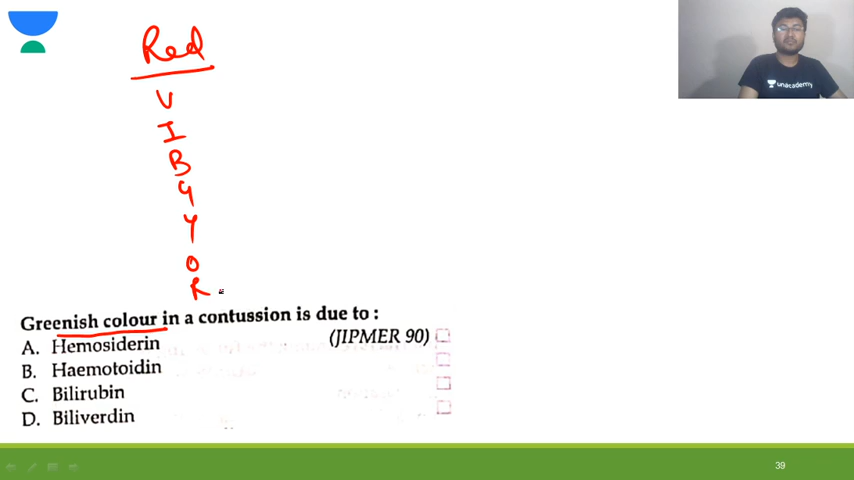 Red
V
I
B
G
Y
O
R
unacademy
Greenish colour in a contussion is due to :
(JIPMER 90)
A. Hemosiderin
B. Haemotoidin
C. Bilirubin
D. Biliverdin
39